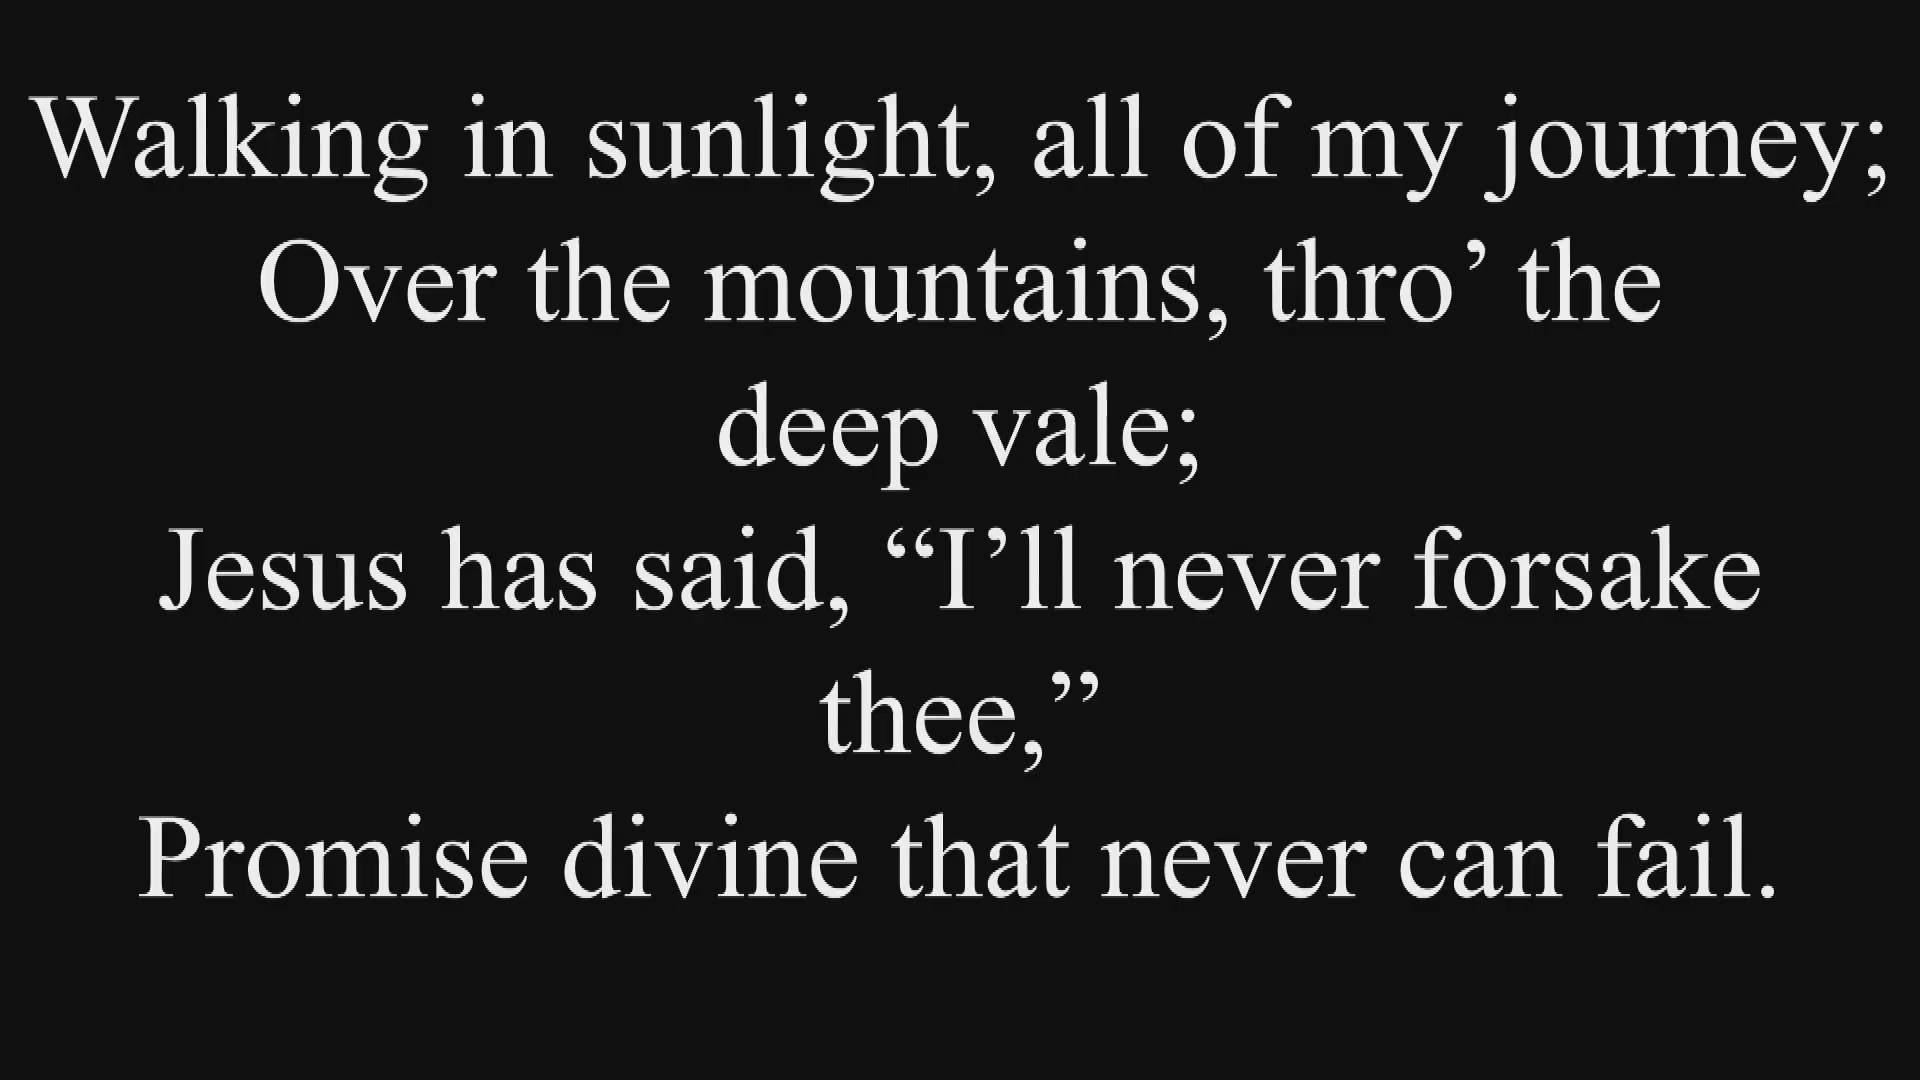 Walking in sunlight, all of my journey;
Over the mountains, thro’ the
deep vale;
Jesus has said, “I’ll never forsake
thee,”
Promise divine that never can fail.